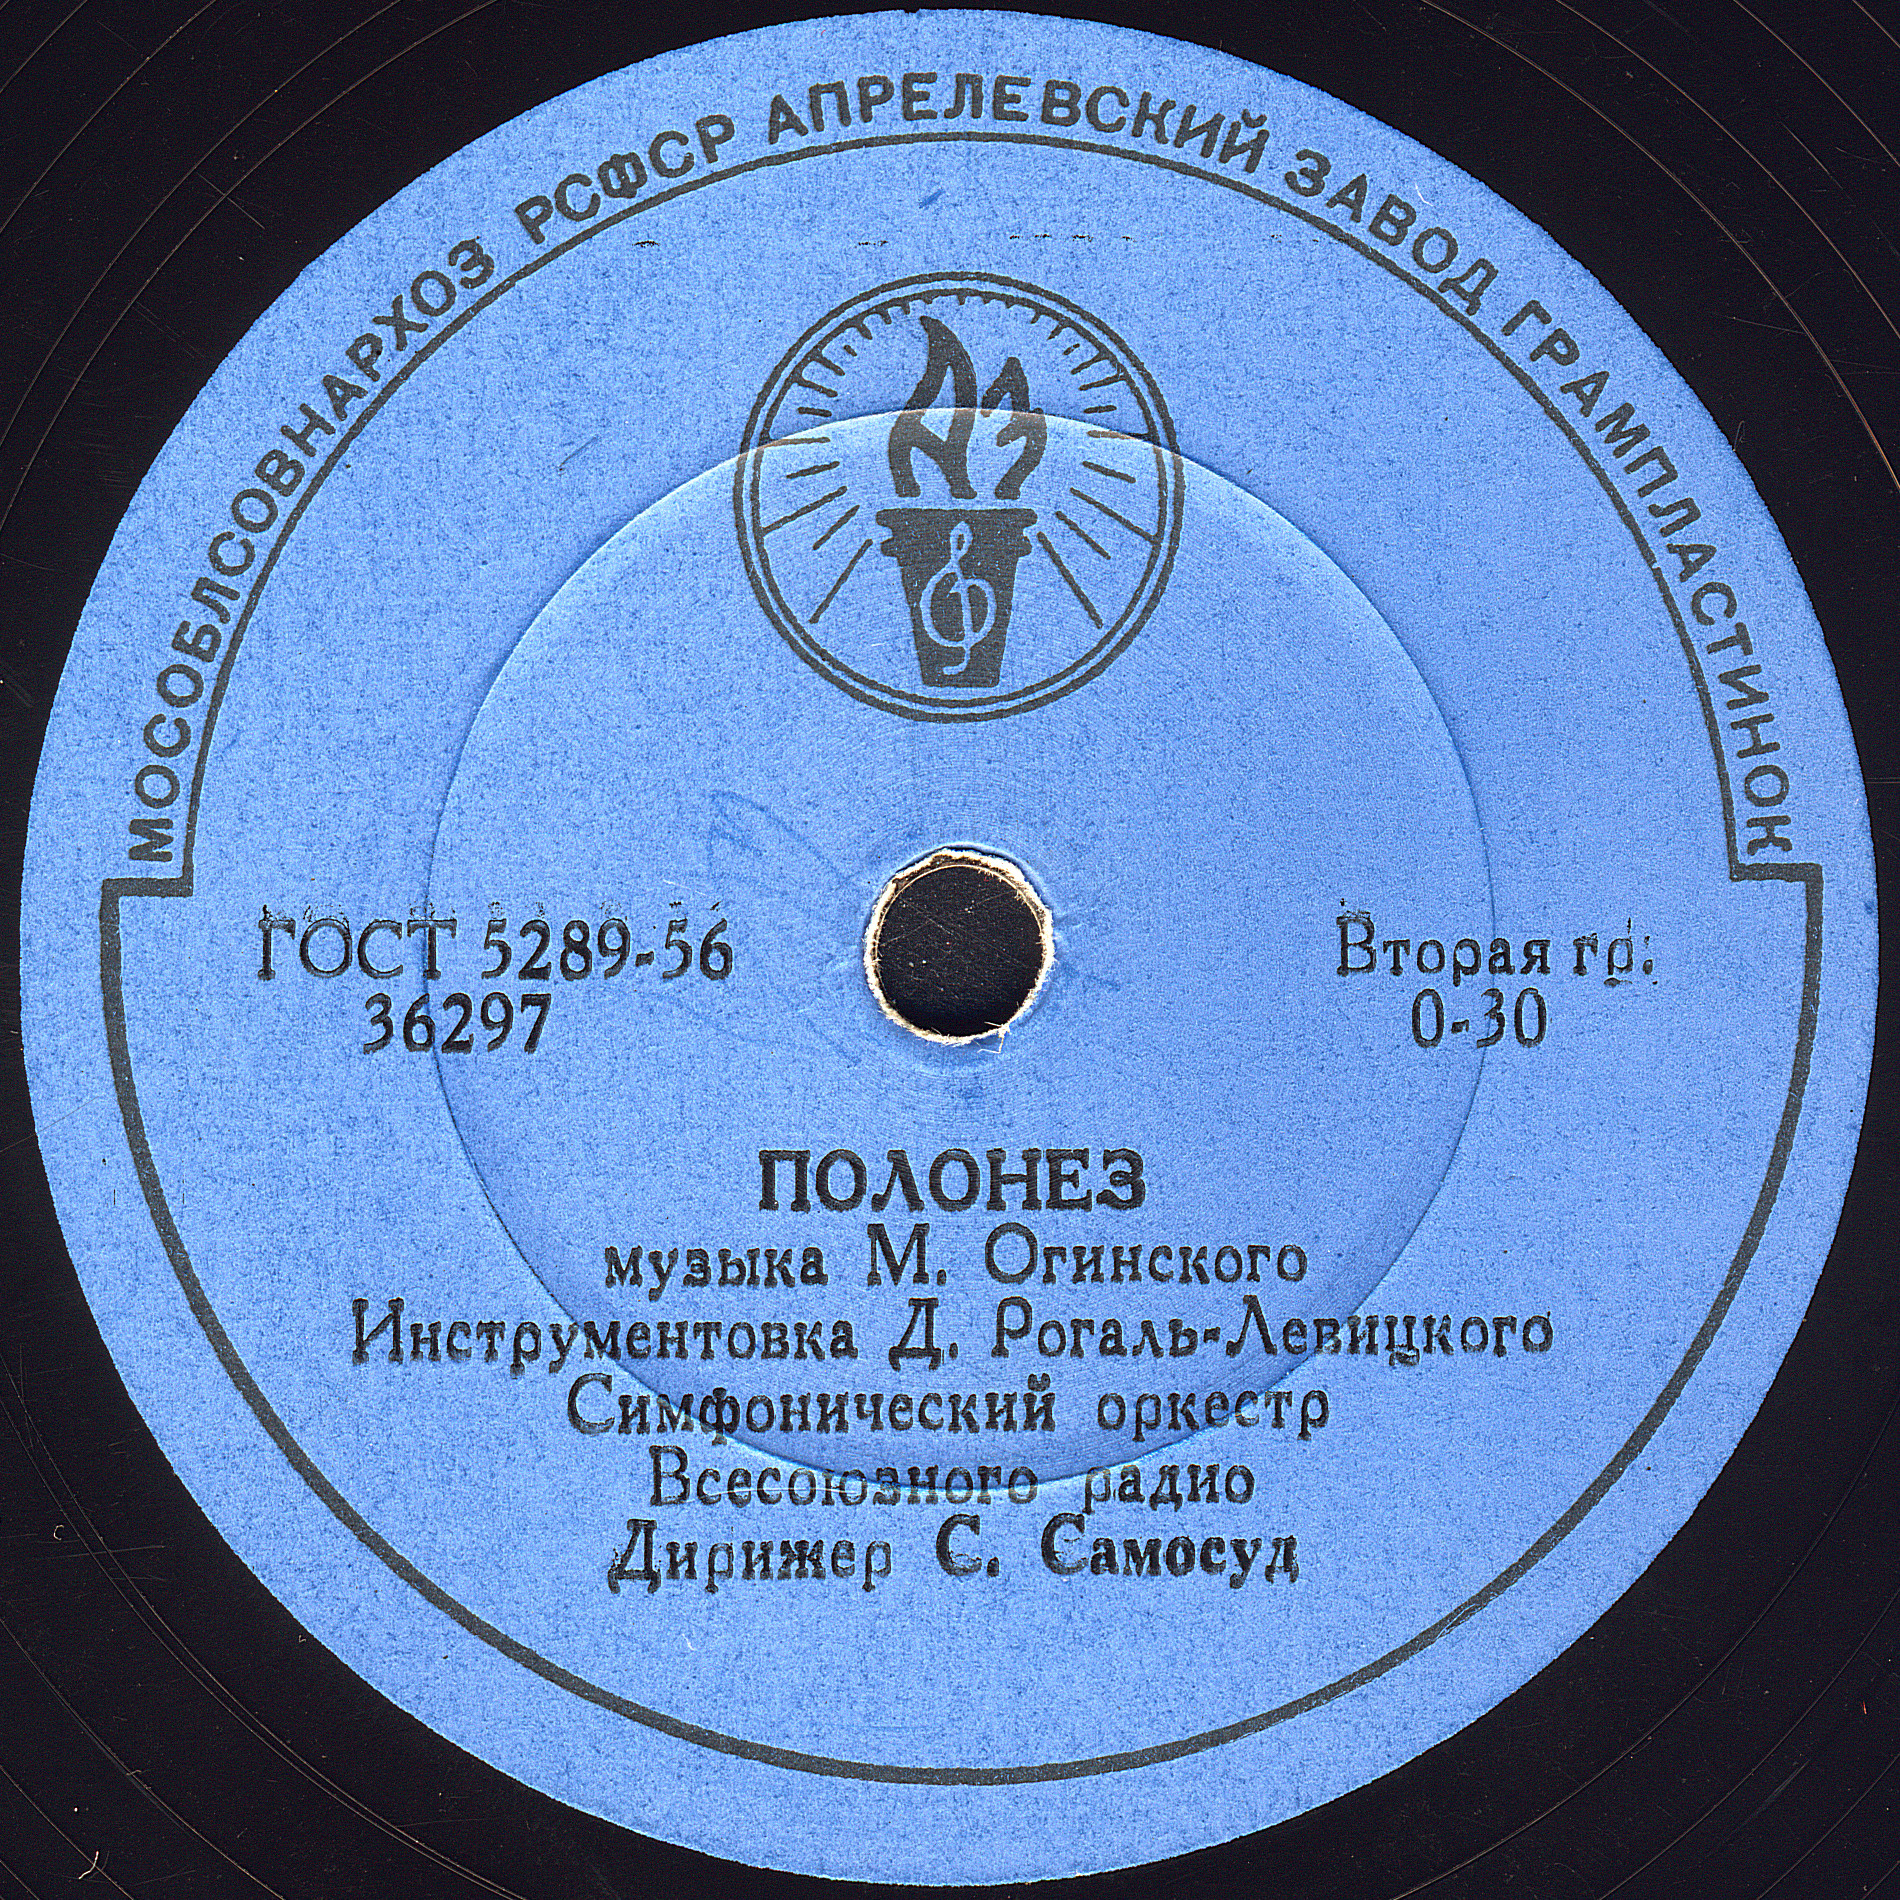 МОСОБЛСОВНАРХОЗ РСФСР АПРЕЛЕВСКИЙ ЗАВОД ГРАМПЛАСТИНОК
ГОСТ 5289-56
36297
Вторая гр.
0-30
ПОЛОНЕЗ
музыка М. Огинского
Инструментовка Д. Рогаль-Левицкого
Симфонический оркестр
Всесоюзного радио
Дирижер С. Самосуд